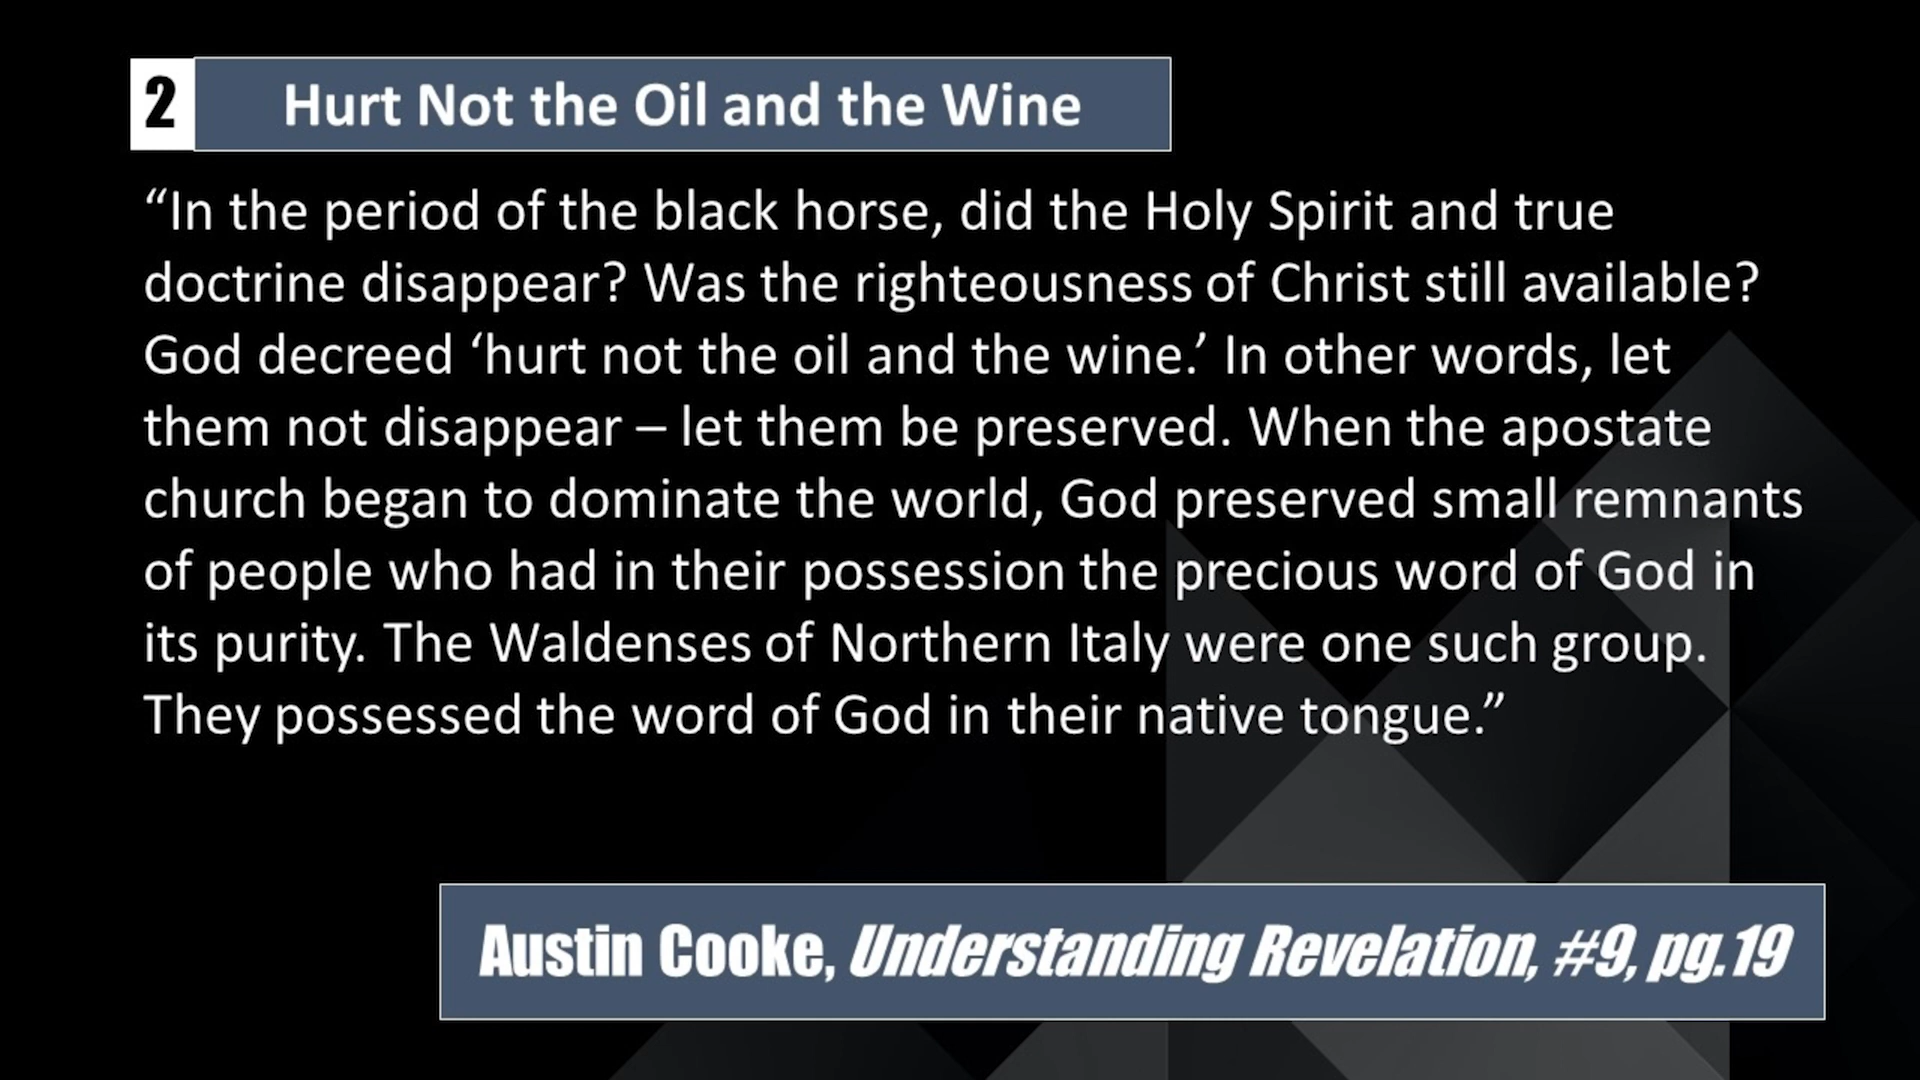 2 Hurt Not the Oil and the Wine
“In the period of the black horse, did the Holy Spirit and true
doctrine disappear? Was the righteousness of Christ still available?
God decreed ‘hurt not the oil and the wine.’ In other words, let
them not disappear – let them be preserved. When the apostate
church began to dominate the world, God preserved small remnants
of people who had in their possession the precious word of God in
its purity. The Waldenses of Northern Italy were one such group.
They possessed the word of God in their native tongue.”
Austin Cooke, Understanding Revelation, #9, pg.19